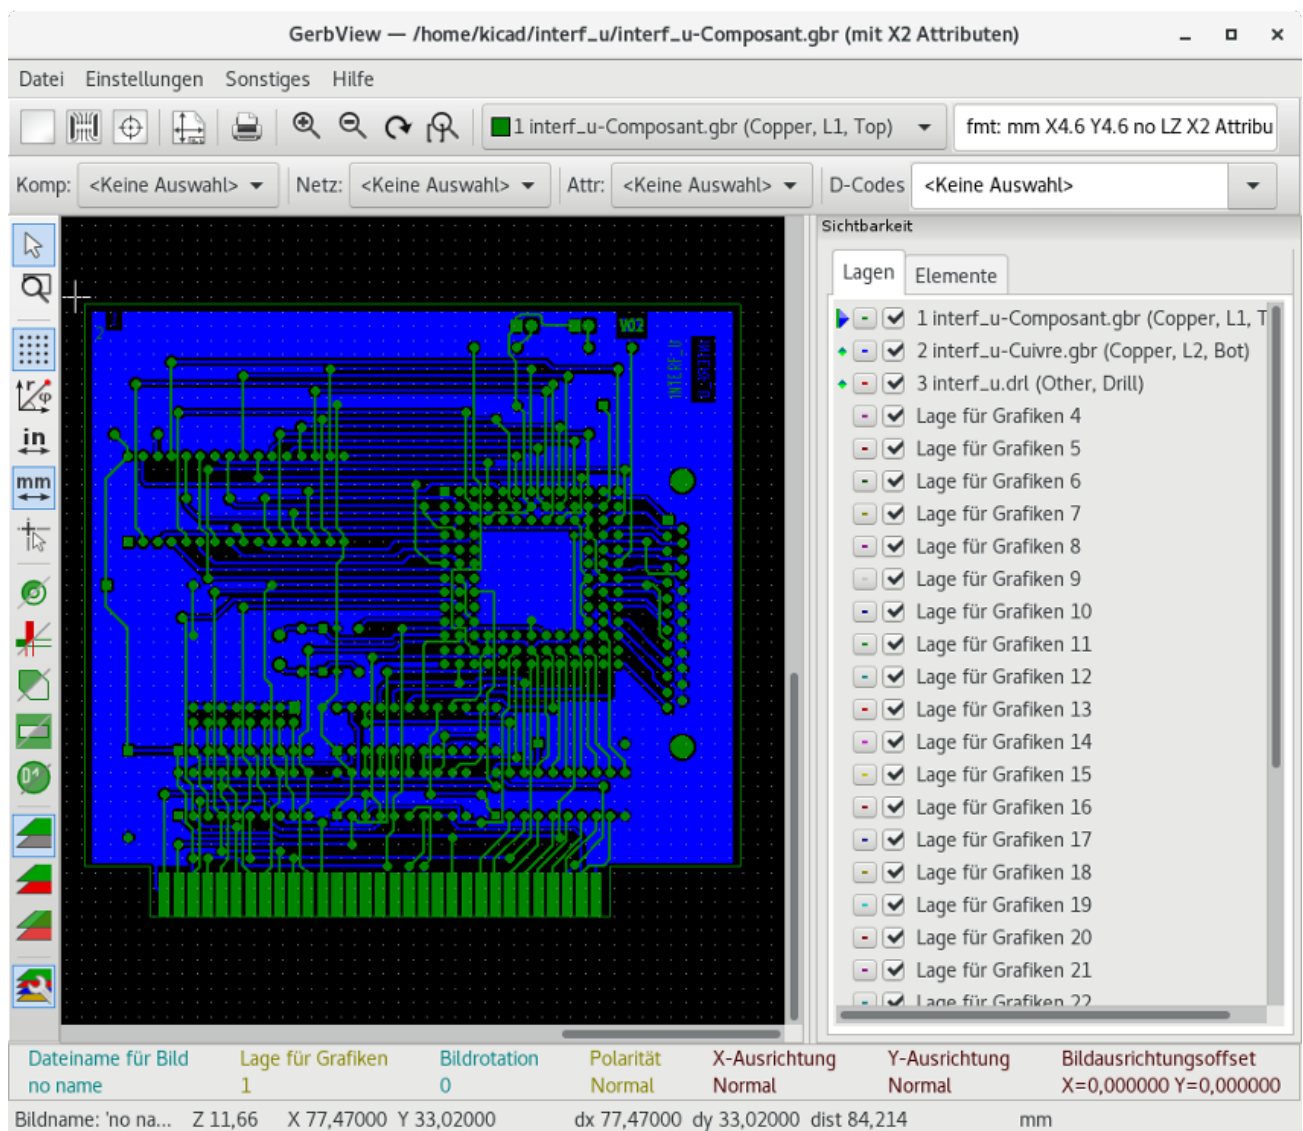 GerbView — /home/kicad/interf_u/interf_u-Composant.gbr (mit X2 Attributen)
Datei Einstellungen Sonstiges Hilfe
1 interf_u-Composant.gbr (Copper, L1, Top)
fmt: mm X4.6 Y4.6 no LZ X2 Attribu
Komp: <Keine Auswahl> Netz: <Keine Auswahl> Attr: <Keine Auswahl> D-Codes <Keine Auswahl>
Sichtbarkeit
Lagen Elemente
in
mm
1 interf_u-Composant.gbr (Copper, L1, T
2 interf_u-Cuivre.gbr (Copper, L2, Bot)
3 interf_u.drl (Other, Drill)
Lage für Grafiken 4
Lage für Grafiken 5
Lage für Grafiken 6
Lage für Grafiken 7
Lage für Grafiken 8
Lage für Grafiken 9
Lage für Grafiken 10
Lage für Grafiken 11
Lage für Grafiken 12
Lage für Grafiken 13
Lage für Grafiken 14
Lage für Grafiken 15
Lage für Grafiken 16
Lage für Grafiken 17
Lage für Grafiken 18
Lage für Grafiken 19
Lage für Grafiken 20
Lage für Grafiken 21
Lage für Grafiken 22
2
V02
INTERF_U
Dateiname für Bild Lage für Grafiken Bildrotation Polarität X-Ausrichtung Y-Ausrichtung Bildausrichtungsoffset
no name 1 0 Normal Normal Normal X=0,000000 Y=0,000000
Bildname: 'no na... Z 11,66 X 77,47000 Y 33,02000 dx 77,47000 dy 33,02000 dist 84,214 mm